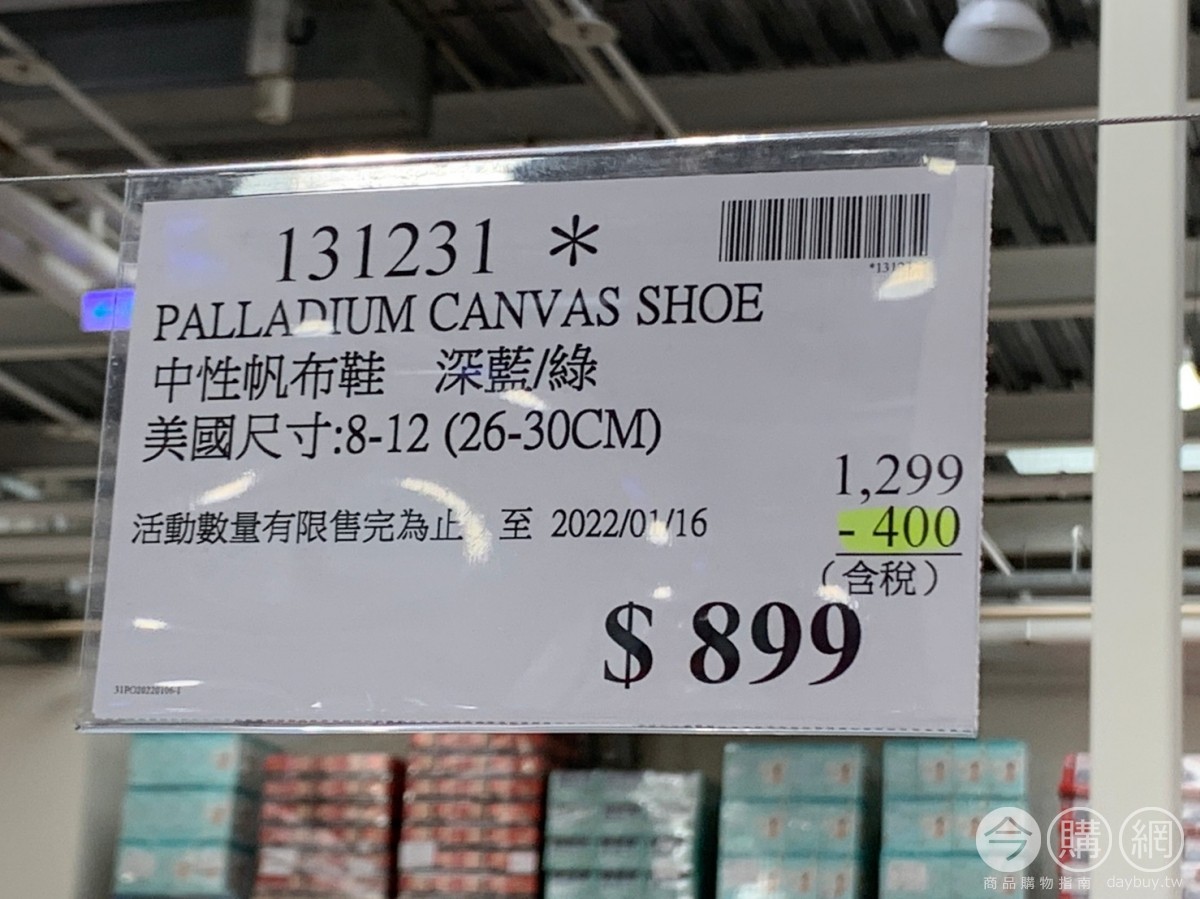 131231 *
PALLADIUM CANVAS SHOE
中性帆布鞋 深藍/綠
美國尺寸:8-12 (26-30CM)
1,299
活動數量有限售完為止 至 2022/01/16
- 400
(含稅)
$ 899
31PO20220106-1
今購網
商品購物指南 daybuy.tw